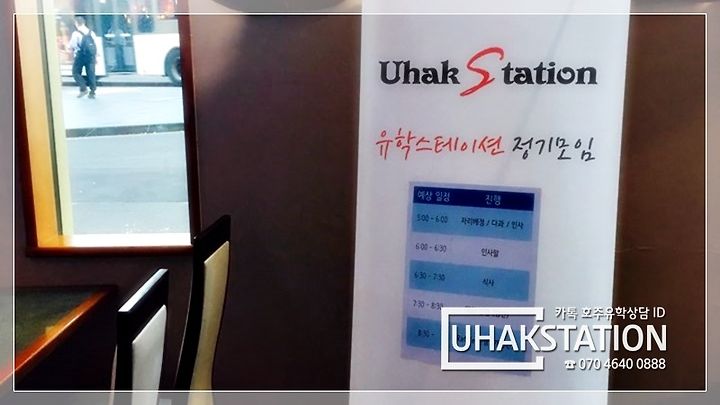 Uhak Station
유학스테이션 정기모임
예상 일정 진행
5:00 - 6:00 자리배정 / 다과 / 인사
6:00 - 6:30 인사말
6:30 - 7:30 식사
7:30 - 8:30
8:30 -
카톡 호주유학상담 ID
UHAKSTATION
☎ 070 4640 0888